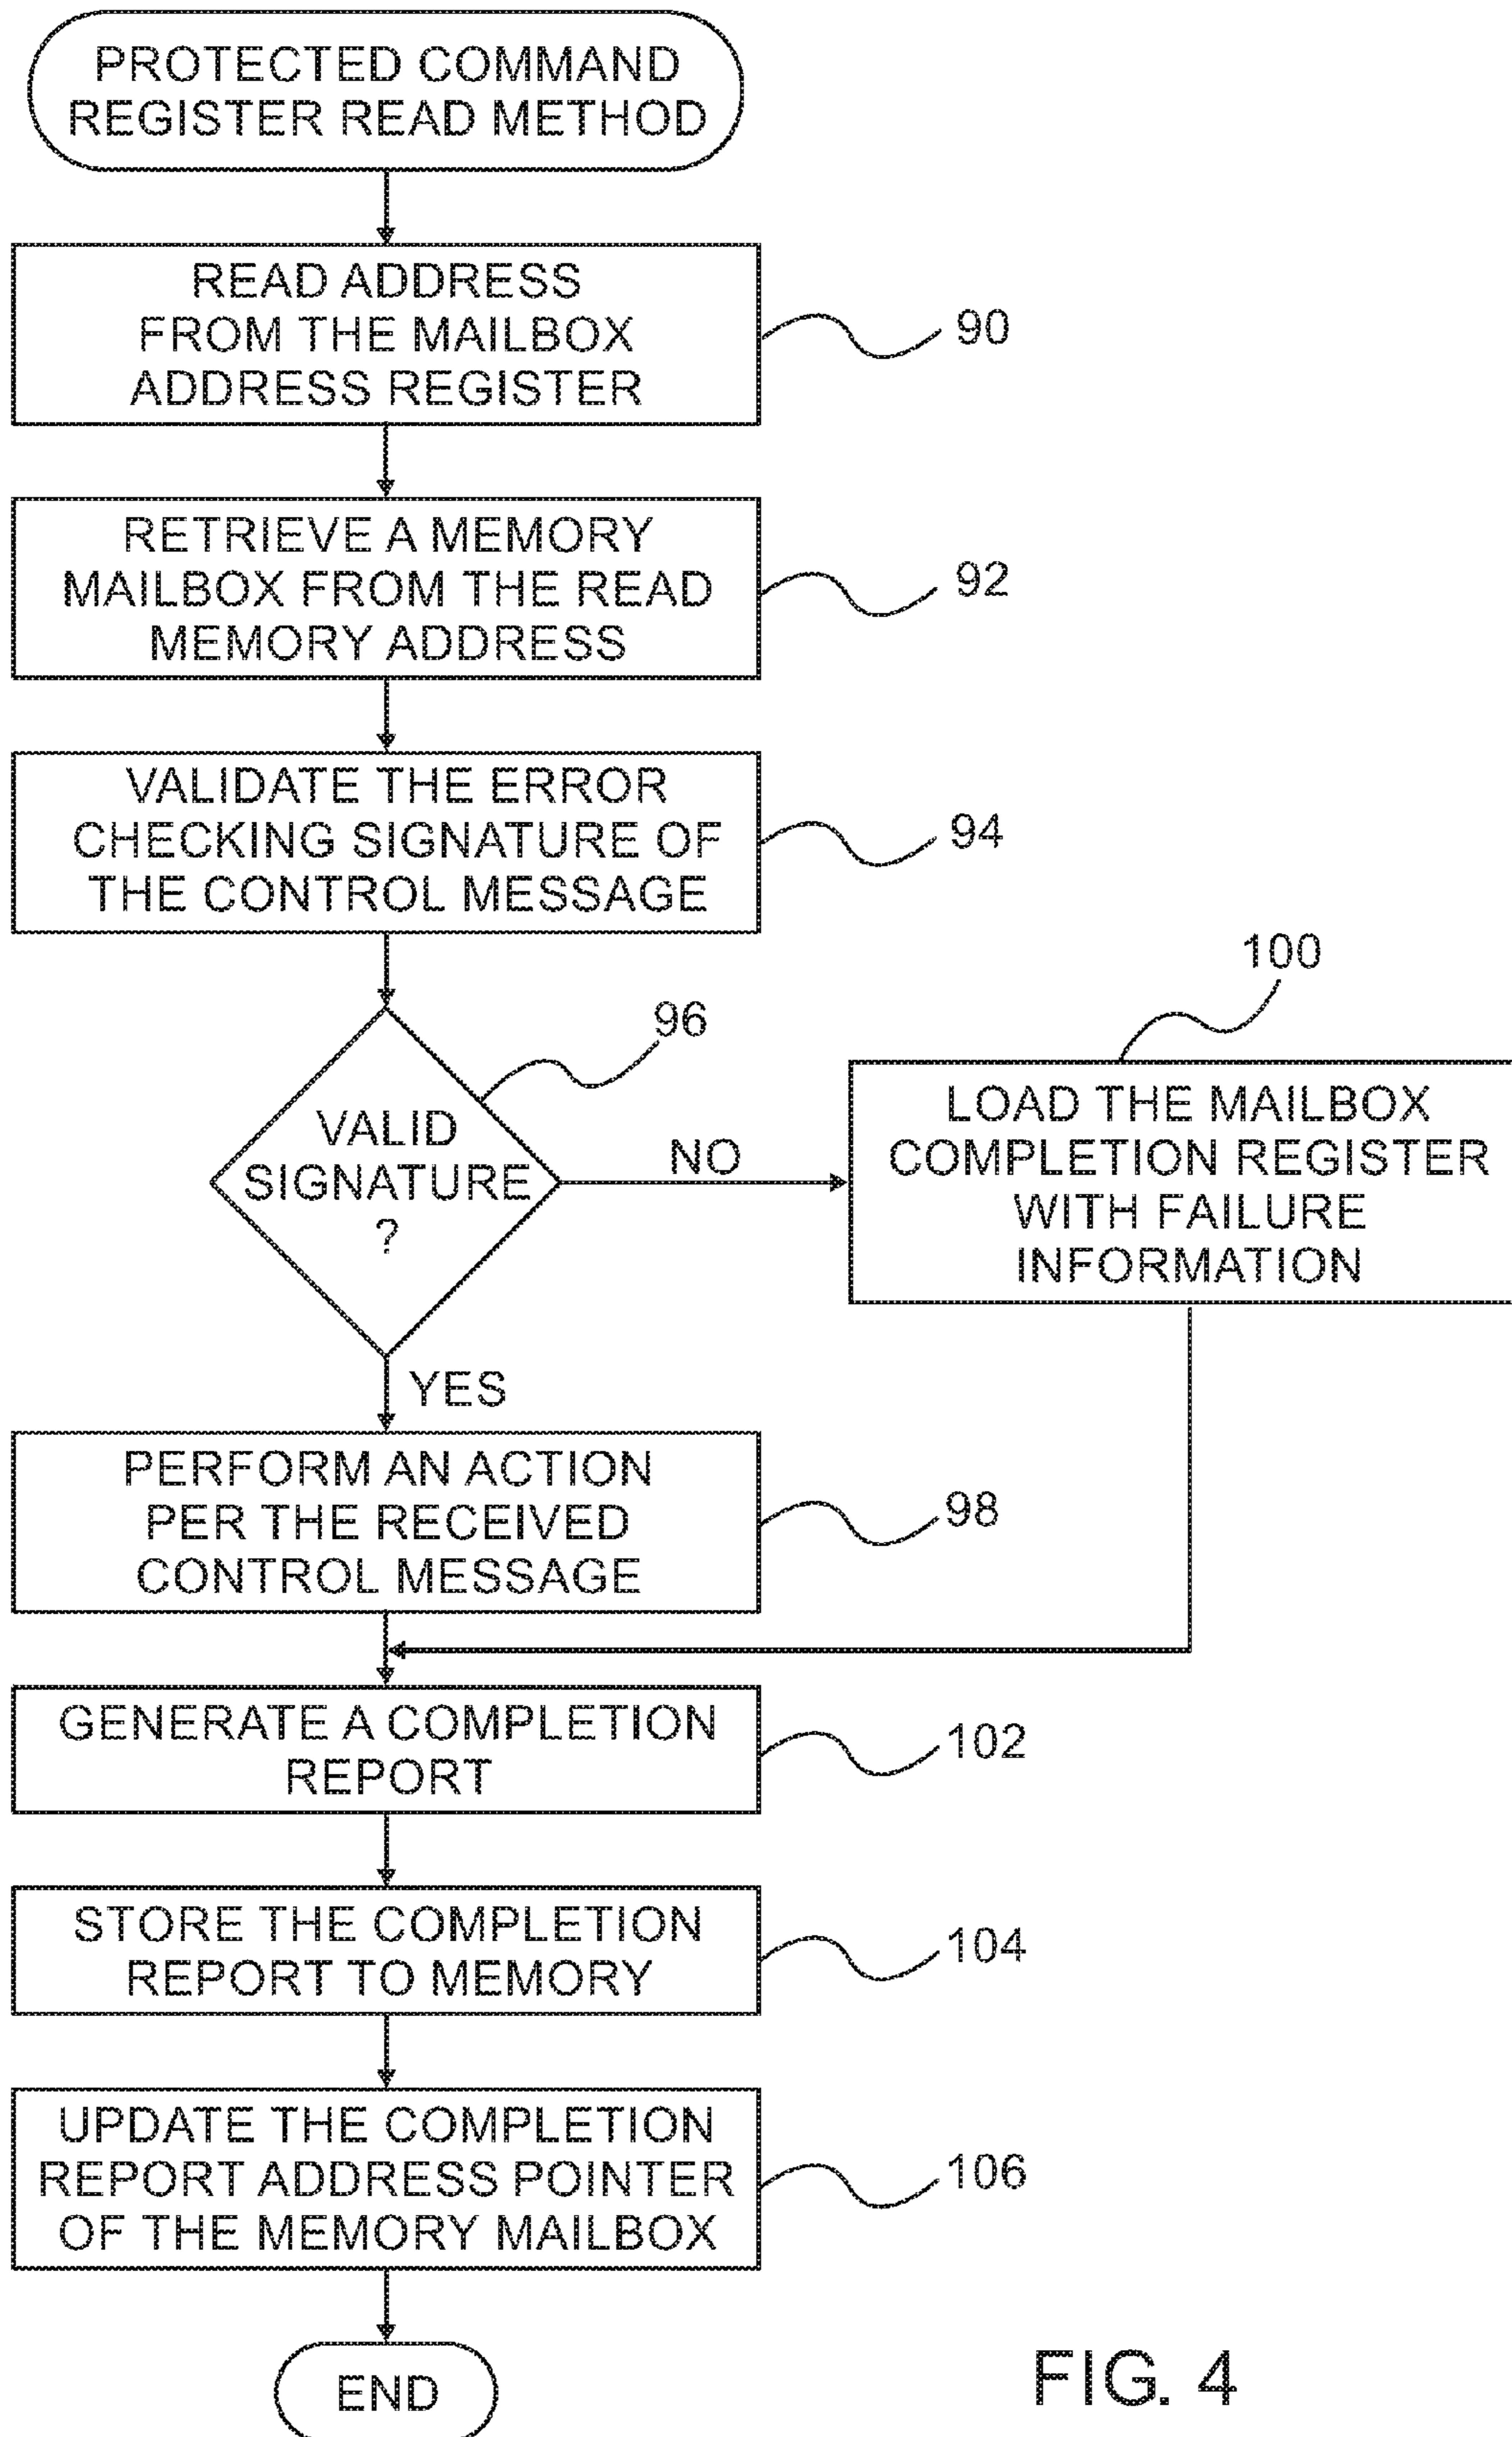 PROTECTED COMMAND
REGISTER READ METHOD
READ ADDRESS
FROM THE MAILBOX
ADDRESS REGISTER
90
RETRIEVE A MEMORY
MAILBOX FROM THE READ
MEMORY ADDRESS
92
VALIDATE THE ERROR
CHECKING SIGNATURE OF
THE CONTROL MESSAGE
94
96
VALID
SIGNATURE
?
NO
100
LOAD THE MAILBOX
COMPLETION REGISTER
WITH FAILURE
INFORMATION
YES
PERFORM AN ACTION
PER THE RECEIVED
CONTROL MESSAGE
98
GENERATE A COMPLETION
REPORT
102
STORE THE COMPLETION
REPORT TO MEMORY
104
UPDATE THE COMPLETION
REPORT ADDRESS POINTER
OF THE MEMORY MAILBOX
106
END
FIG. 4